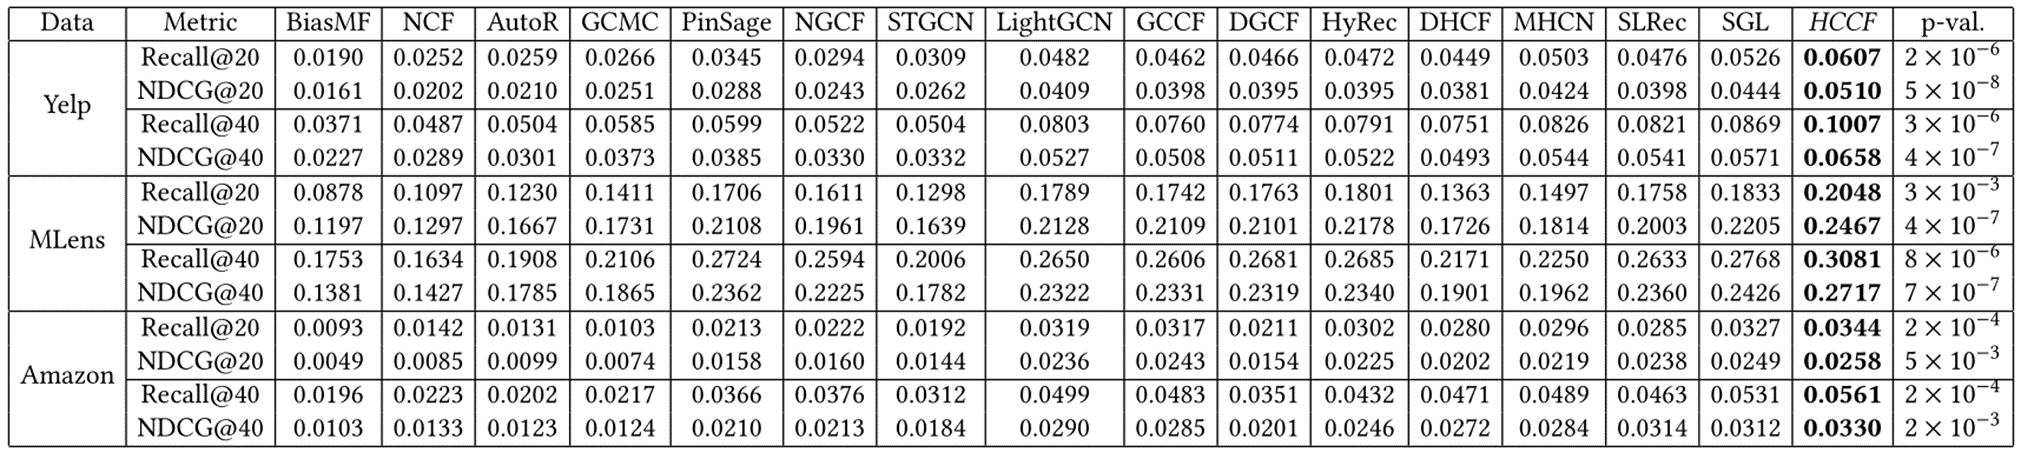 Data Metric BiasMF NCF AutoR GCMC PinSage NGCF STGCN LightGCN GCCF DGCF HyRec DHCF MHCN SLRec SGL HCCF p-val.
Yelp
Recall@20 0.0190 0.0252 0.0259 0.0266 0.0345 0.0294 0.0309 0.0482 0.0462 0.0466 0.0472 0.0449 0.0503 0.0476 0.0526 0.0607 2 × 10⁻⁶
NDCG@20 0.0161 0.0202 0.0210 0.0251 0.0288 0.0243 0.0262 0.0409 0.0398 0.0395 0.0395 0.0381 0.0424 0.0398 0.0444 0.0510 5 × 10⁻⁸
Recall@40 0.0371 0.0487 0.0504 0.0585 0.0599 0.0522 0.0504 0.0803 0.0760 0.0774 0.0791 0.0751 0.0826 0.0821 0.0869 0.1007 3 × 10⁻⁶
NDCG@40 0.0227 0.0289 0.0301 0.0373 0.0385 0.0330 0.0332 0.0527 0.0508 0.0511 0.0522 0.0493 0.0544 0.0541 0.0571 0.0658 4 × 10⁻⁷
MLens
Recall@20 0.0878 0.1097 0.1230 0.1411 0.1706 0.1611 0.1298 0.1789 0.1742 0.1763 0.1801 0.1363 0.1497 0.1758 0.1833 0.2048 3 × 10⁻³
NDCG@20 0.1197 0.1297 0.1667 0.1731 0.2108 0.1961 0.1639 0.2128 0.2109 0.2101 0.2178 0.1726 0.1814 0.2003 0.2205 0.2467 4 × 10⁻⁷
Recall@40 0.1753 0.1634 0.1908 0.2106 0.2724 0.2594 0.2006 0.2650 0.2606 0.2681 0.2685 0.2171 0.2250 0.2633 0.2768 0.3081 8 × 10⁻⁶
NDCG@40 0.1381 0.1427 0.1785 0.1865 0.2362 0.2225 0.1782 0.2322 0.2331 0.2319 0.2340 0.1901 0.1962 0.2360 0.2426 0.2717 7 × 10⁻⁷
Amazon
Recall@20 0.0093 0.0142 0.0131 0.0103 0.0213 0.0222 0.0192 0.0319 0.0317 0.0211 0.0302 0.0280 0.0296 0.0285 0.0327 0.0344 2 × 10⁻⁴
NDCG@20 0.0049 0.0085 0.0099 0.0074 0.0158 0.0160 0.0144 0.0236 0.0243 0.0154 0.0225 0.0202 0.0219 0.0238 0.0249 0.0258 5 × 10⁻³
Recall@40 0.0196 0.0223 0.0202 0.0217 0.0366 0.0376 0.0312 0.0499 0.0483 0.0351 0.0432 0.0471 0.0489 0.0463 0.0531 0.0561 2 × 10⁻⁴
NDCG@40 0.0103 0.0133 0.0123 0.0124 0.0210 0.0213 0.0184 0.0290 0.0285 0.0201 0.0246 0.0272 0.0284 0.0314 0.0312 0.0330 2 × 10⁻³